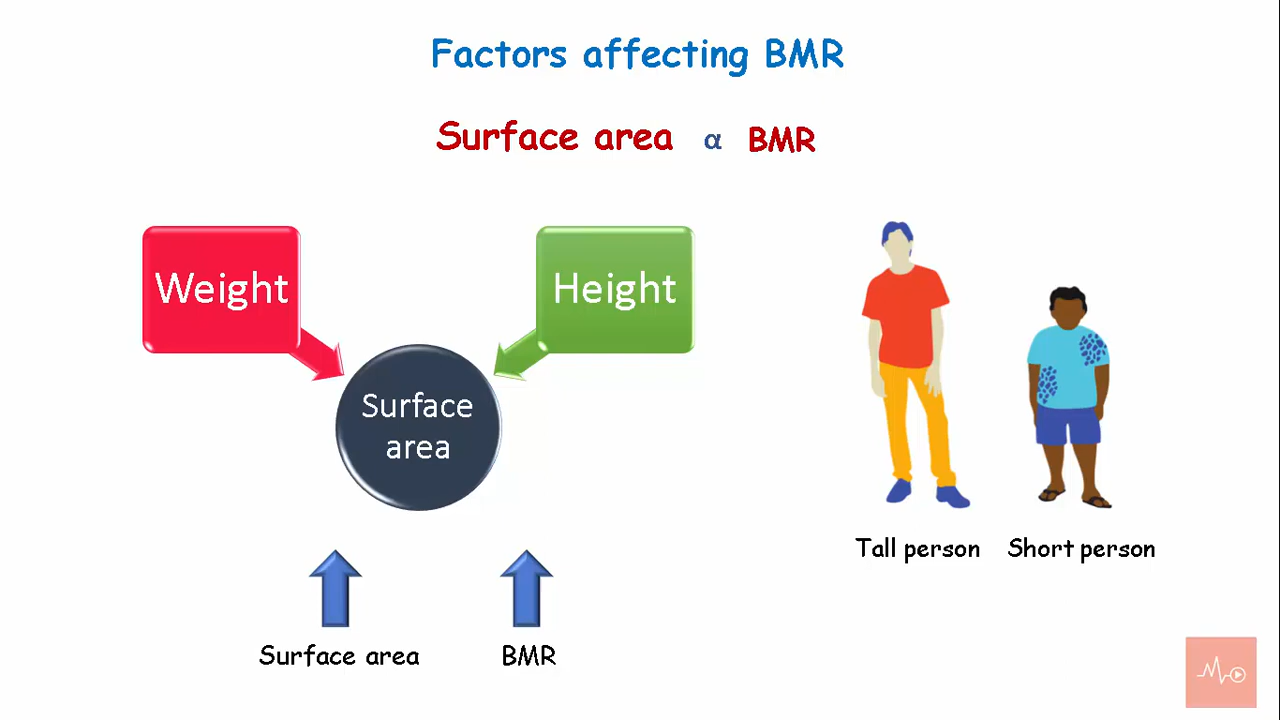 Factors affecting BMR
Surface area α BMR
Weight
Height
Surface
area
Tall person
Short person
Surface area
BMR